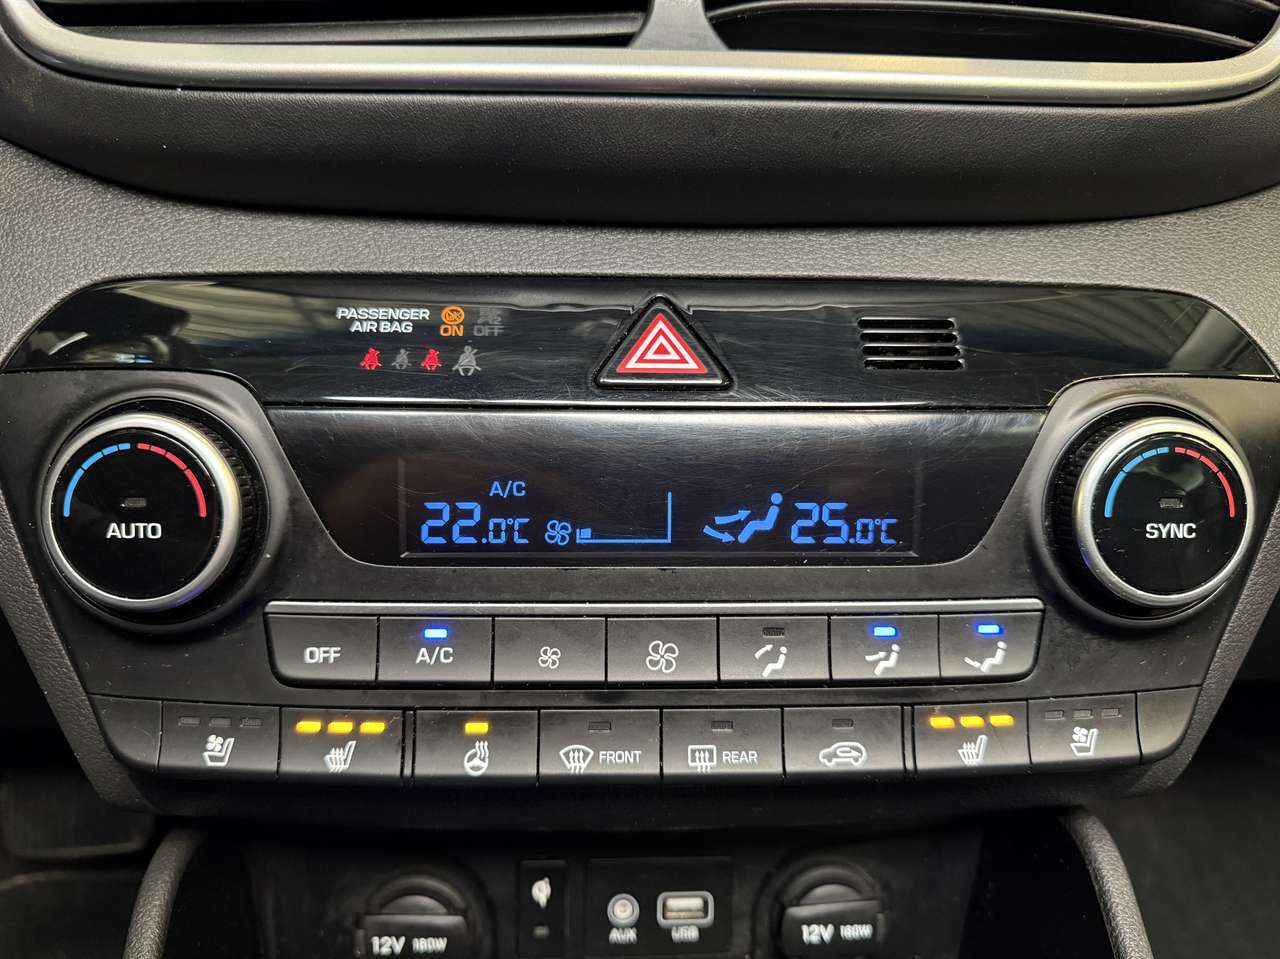 PASSENGER
AIR BAG
ON
OFF
A/C
22.0°C
25.0°C
AUTO
SYNC
OFF
A/C
FRONT
REAR
12V 180W
AUX
USB
12V 180W